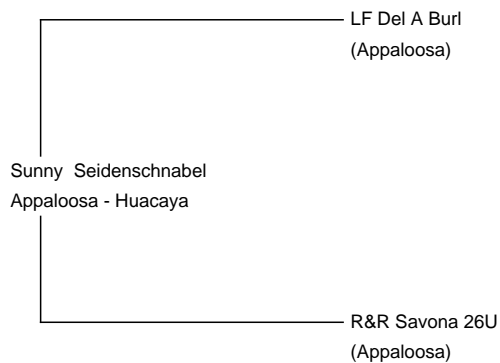 LF Del A Burl
(Appaloosa)
Sunny Seidenschnabel
Appaloosa - Huacaya
R&R Savona 26U
(Appaloosa)